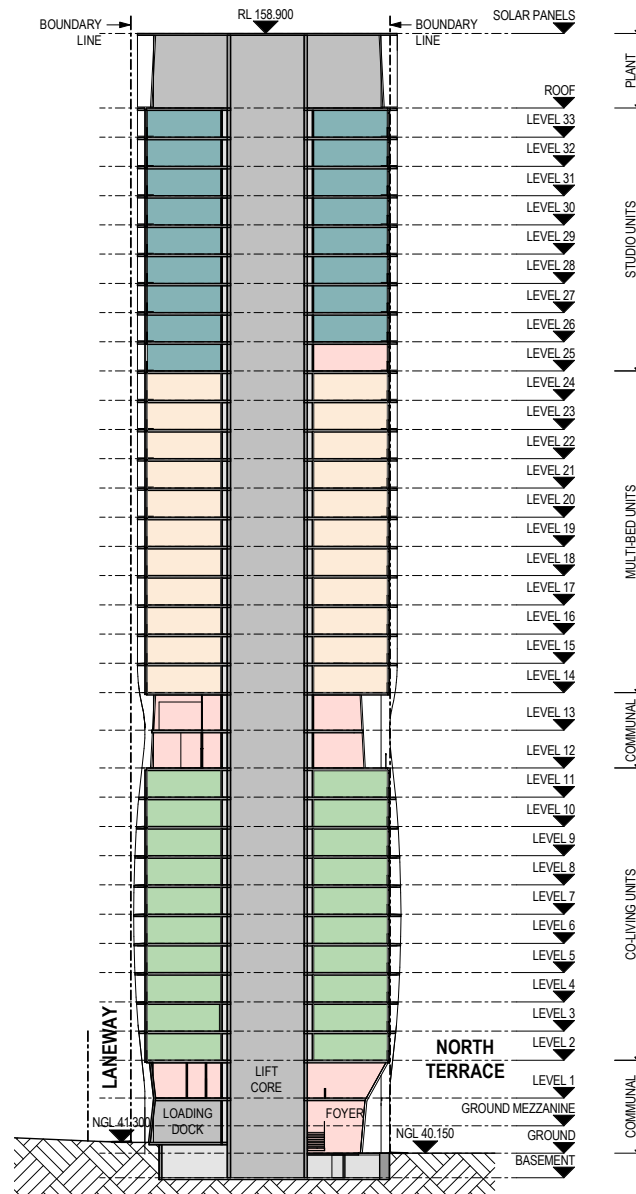 RL 158.900
SOLAR PANELS
BOUNDARY
LINE
BOUNDARY
LINE
PLANT
ROOF
LEVEL 33
LEVEL 32
LEVEL 31
LEVEL 30
LEVEL 29
LEVEL 28
LEVEL 27
LEVEL 26
LEVEL 25
STUDIO UNITS
LEVEL 24
LEVEL 23
LEVEL 22
LEVEL 21
LEVEL 20
LEVEL 19
LEVEL 18
LEVEL 17
LEVEL 16
LEVEL 15
LEVEL 14
MULTI-BED UNITS
LEVEL 13
LEVEL 12
COMMUNAL
LEVEL 11
LEVEL 10
LEVEL 9
LEVEL 8
LEVEL 7
LEVEL 6
LEVEL 5
LEVEL 4
LEVEL 3
LEVEL 2
CO-LIVING UNITS
LANEWAY
LIFT
CORE
NORTH
TERRACE
LEVEL 1
GROUND MEZZANINE
GROUND
BASEMENT
COMMUNAL
LOADING
DOCK
FOYER
NGL 41.300
NGL 40.150